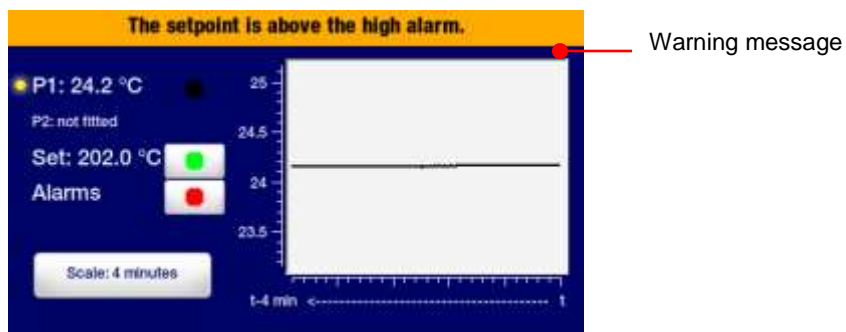 The setpoint is above the high alarm.
Warning message
P1: 24.2 °C
P2: not fitted
Set: 202.0 °C
Alarms
Scale: 4 minutes
25
24.5
24
23.5
t-4 min <---------------------------------------- t